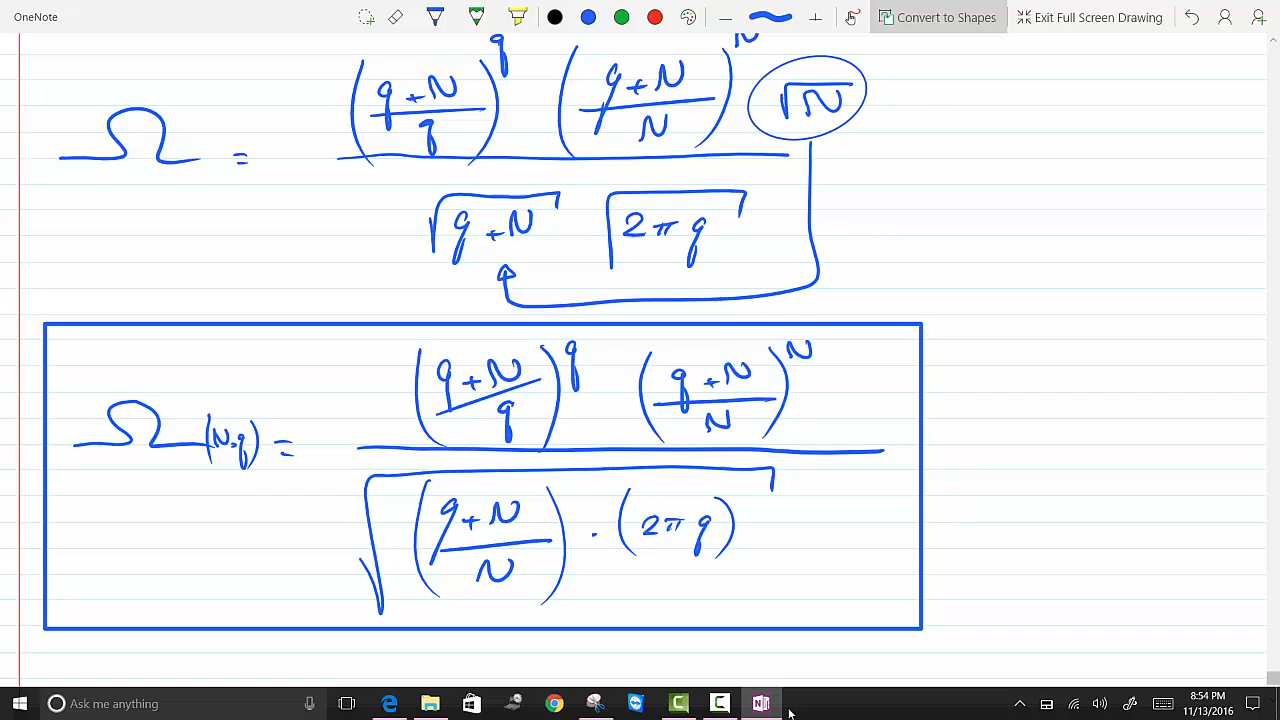 OneNote
Convert to Shapes
Exit Full Screen Drawing
Ω = ((q+N)/q)^q ((q+N)/N)^N √N
√(q+N) √(2πq)
Ω(N,q) = ((q+N)/q)^q ((q+N)/N)^N
√(((q+N)/N) · (2πq))
Ask me anything
8:54 PM
11/13/2016